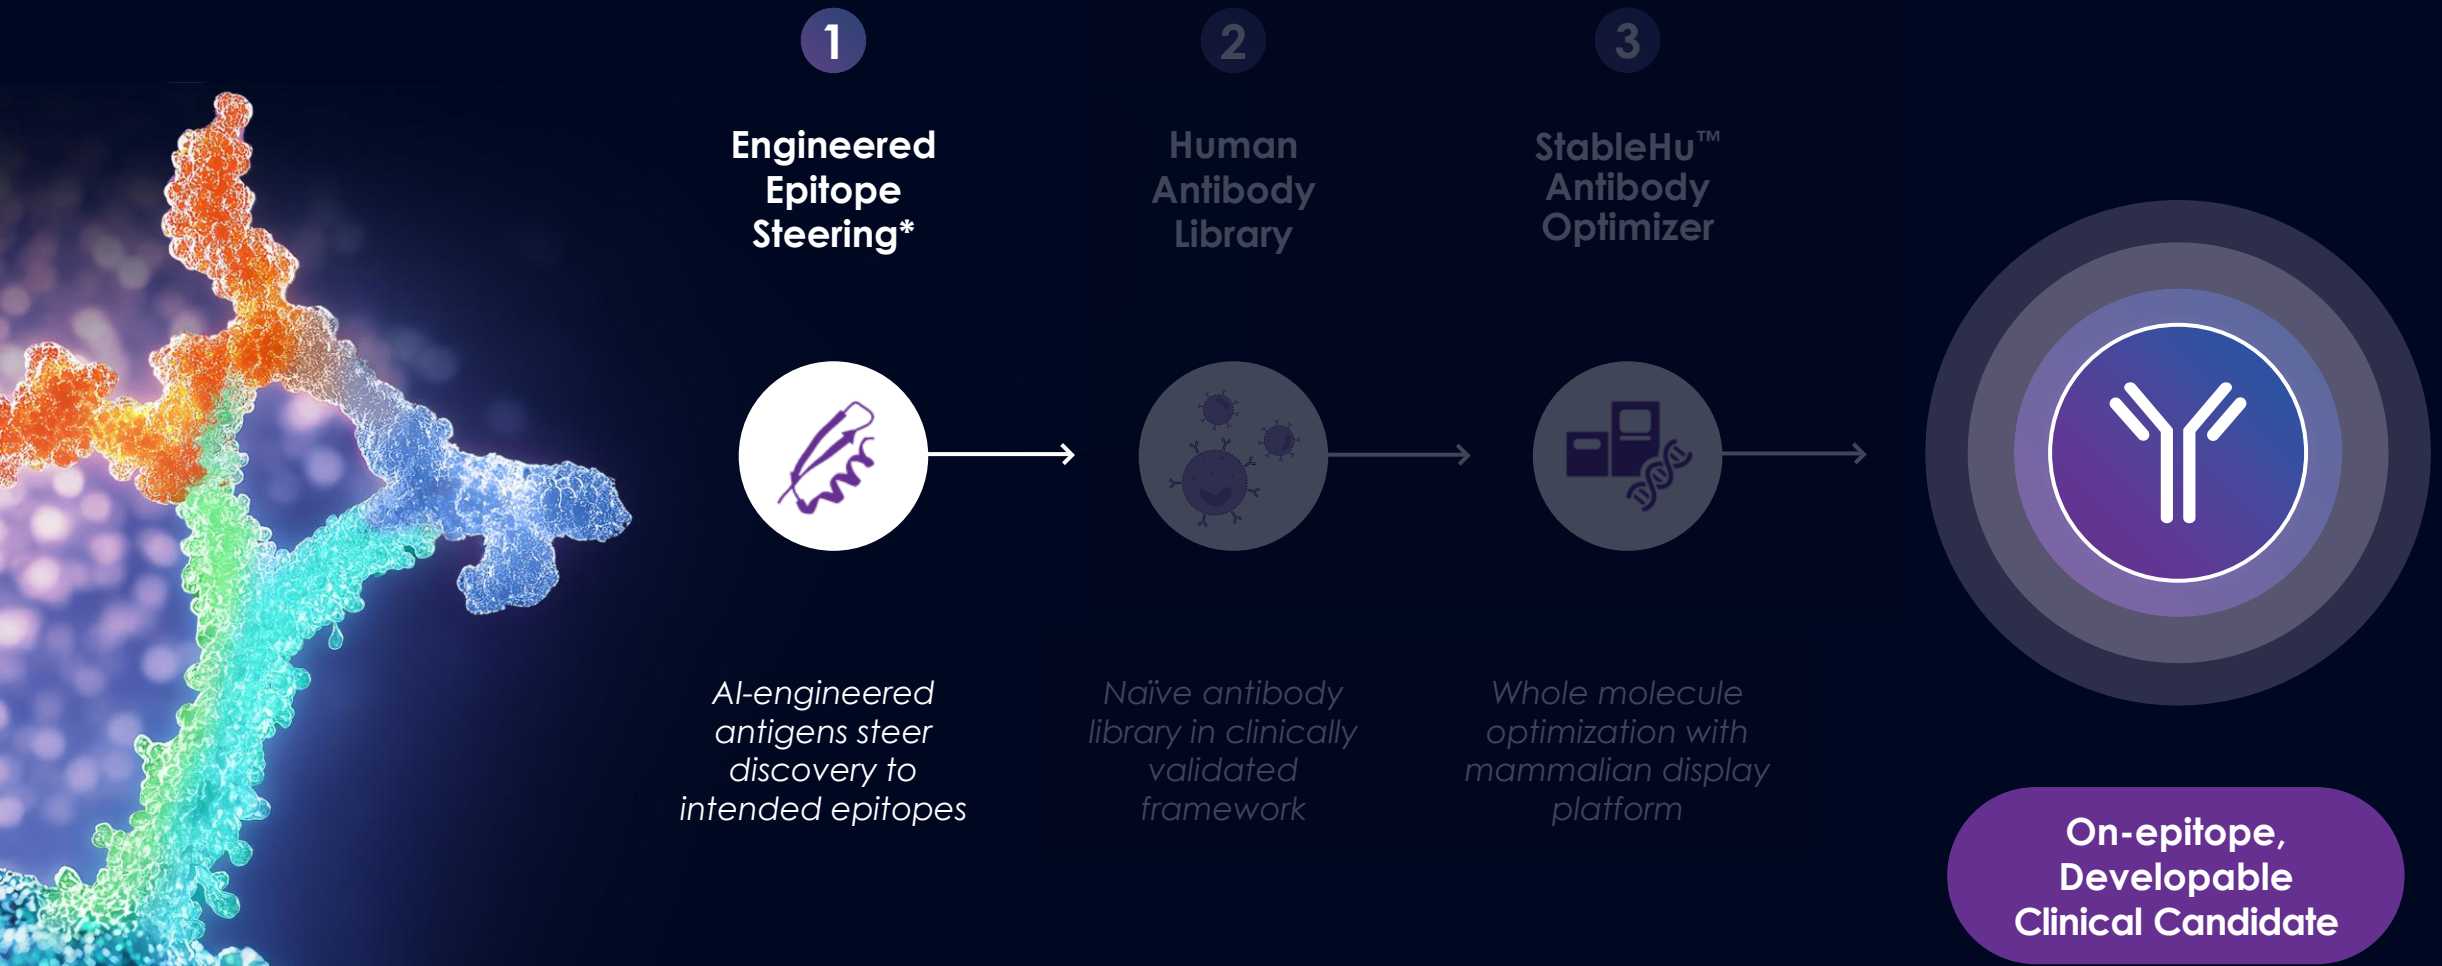 1
Engineered
Epitope
Steering*
AI-engineered
antigens steer
discovery to
intended epitopes
2
Human
Antibody
Library
Naïve antibody
library in clinically
validated
framework
3
StableHu™
Antibody
Optimizer
Whole molecule
optimization with
mammalian display
platform
On-epitope,
Developable
Clinical Candidate